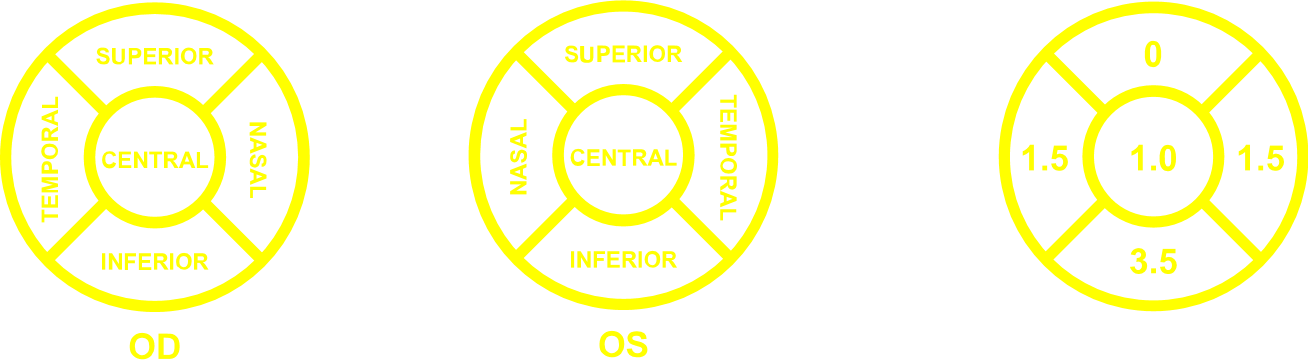 SUPERIOR
TEMPORAL
CENTRAL
NASAL
INFERIOR
OD
SUPERIOR
NASAL
CENTRAL
TEMPORAL
INFERIOR
OS
0
1.5 1.0 1.5
3.5